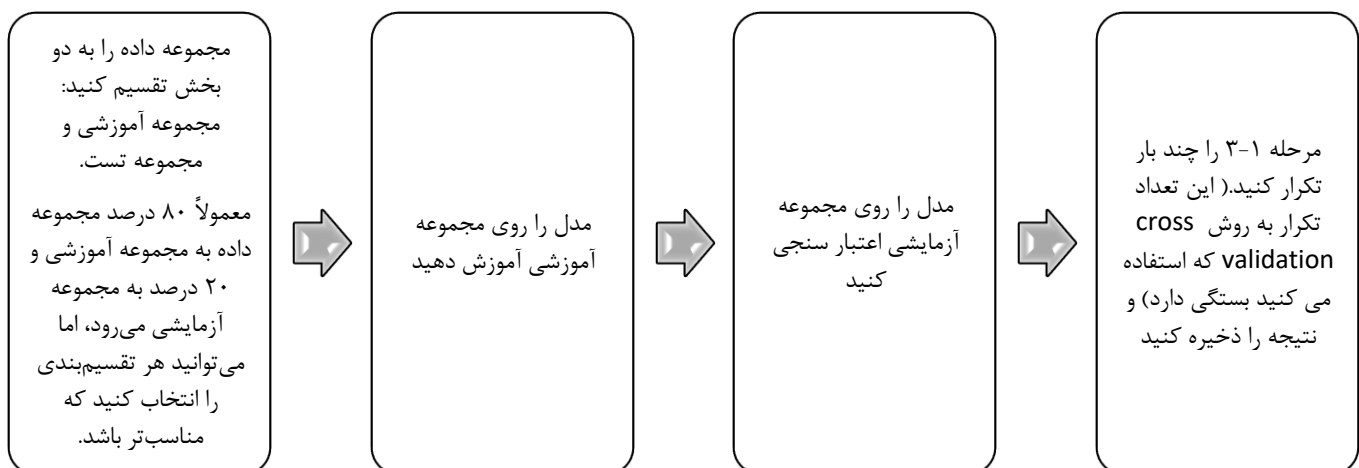 مجموعه داده را به دو
بخش تقسیم کنید:
مجموعه آموزشی و
مجموعه تست.
معمولاً ۸۰ درصد مجموعه
داده به مجموعه آموزشی و
۲۰ درصد به مجموعه
آزمایشی می‌رود، اما
می‌توانید هر تقسیم‌بندی
را انتخاب کنید که
مناسب‌تر باشد.
مدل را روی مجموعه
آموزشی آموزش دهید
مدل را روی مجموعه
آزمایشی اعتبار سنجی
کنید
مرحله ۱-۳ را چند بار
تکرار کنید.( این تعداد
تکرار به روش cross
validation که استفاده
می کنید بستگی دارد) و
نتیجه را ذخیره کنید